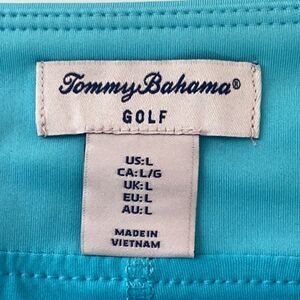 Tommy Bahama®
GOLF
US:L
CA:L/G
UK:L
EU:L
AU:L
MADE IN
VIETNAM